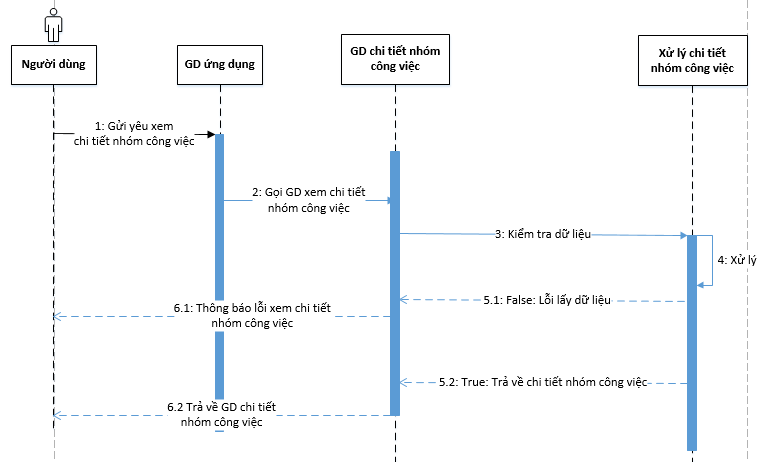 Người dùng
GD ứng dụng
GD chi tiết nhóm
công việc
Xử lý chi tiết
nhóm công việc
1: Gửi yêu xem
chi tiết nhóm công việc
2: Gọi GD xem chi tiết
nhóm công việc
3: Kiểm tra dữ liệu
4: Xử lý
5.1: False: Lỗi lấy dữ liệu
6.1: Thông báo lỗi xem chi tiết
nhóm công việc
5.2: True: Trả về chi tiết nhóm công việc
6.2 Trả về GD chi tiết
nhóm công việc